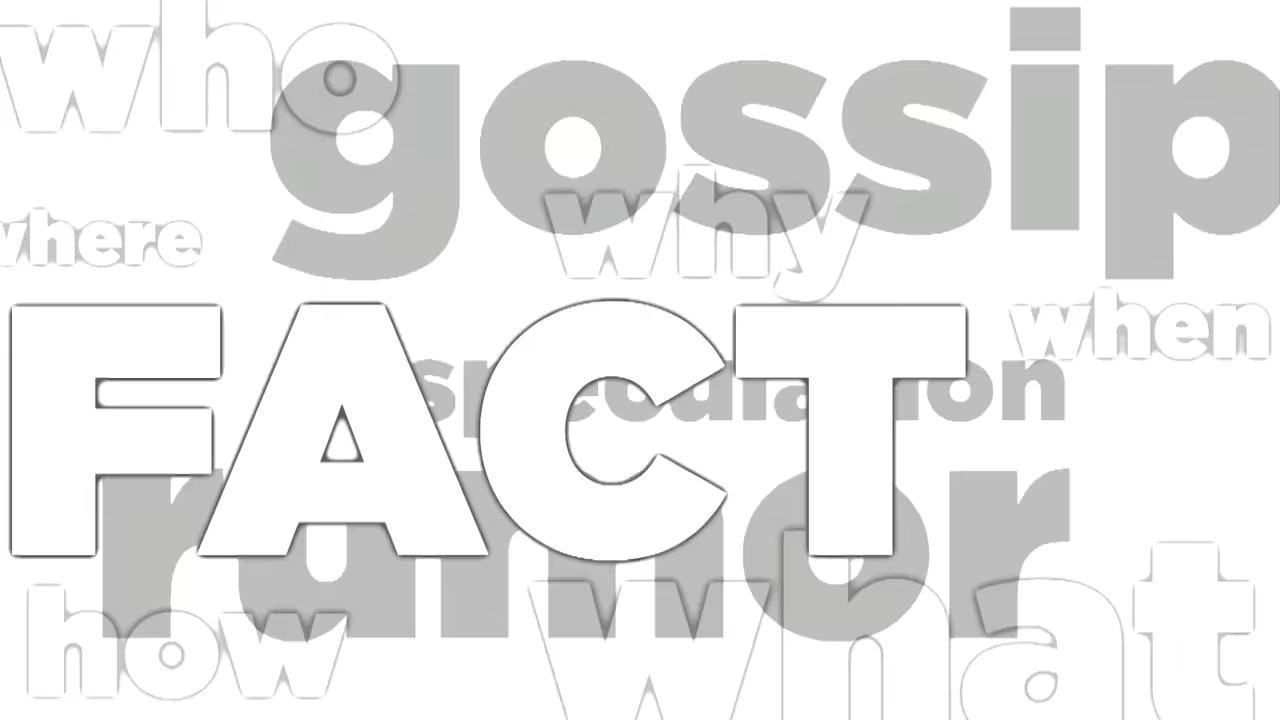 who
gossip
why
where
when
FACT
speculation
rumor
how
what